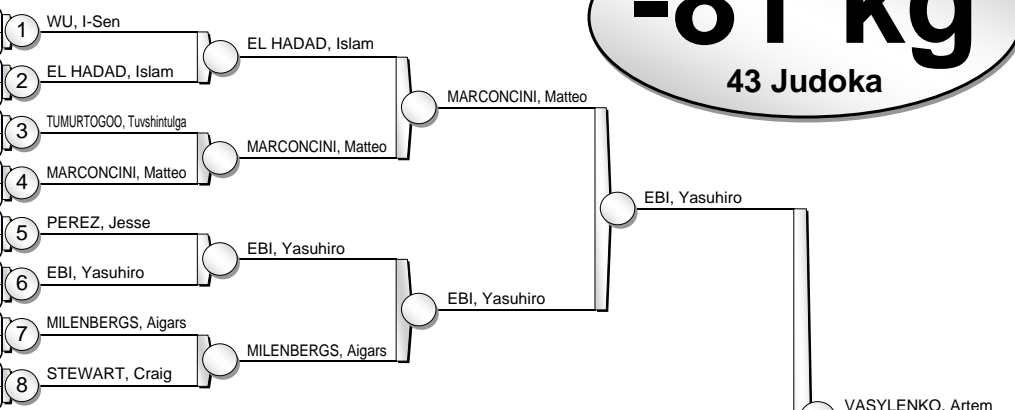 -81 kg
43 Judoka
1 WU, I-Sen
2 EL HADAD, Islam
3 TUMURTOGOO, Tuvshintulga
4 MARCONCINI, Matteo
5 PEREZ, Jesse
6 EBI, Yasuhiro
7 MILENBERGS, Aigars
8 STEWART, Craig
EL HADAD, Islam
MARCONCINI, Matteo
EBI, Yasuhiro
MILENBERGS, Aigars
MARCONCINI, Matteo
EBI, Yasuhiro
EBI, Yasuhiro
VASYLENKO, Artem